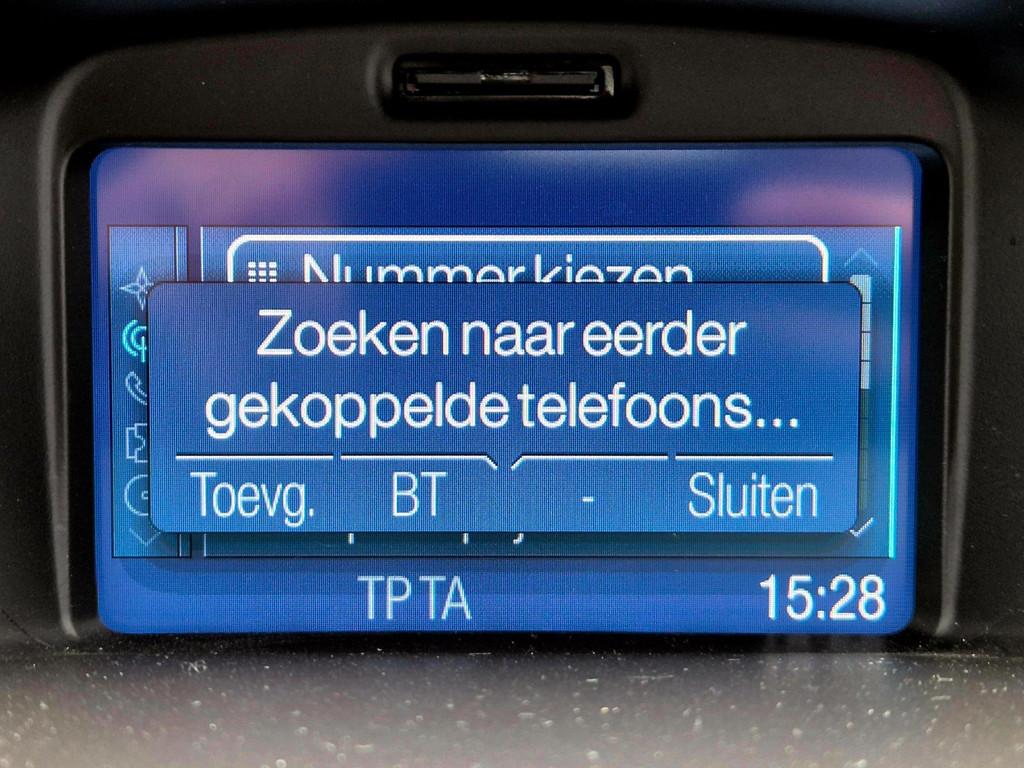 Nummer kiezen
Zoeken naar eerder
gekoppelde telefoons...
Toevg. BT - Sluiten
TP TA 15:28